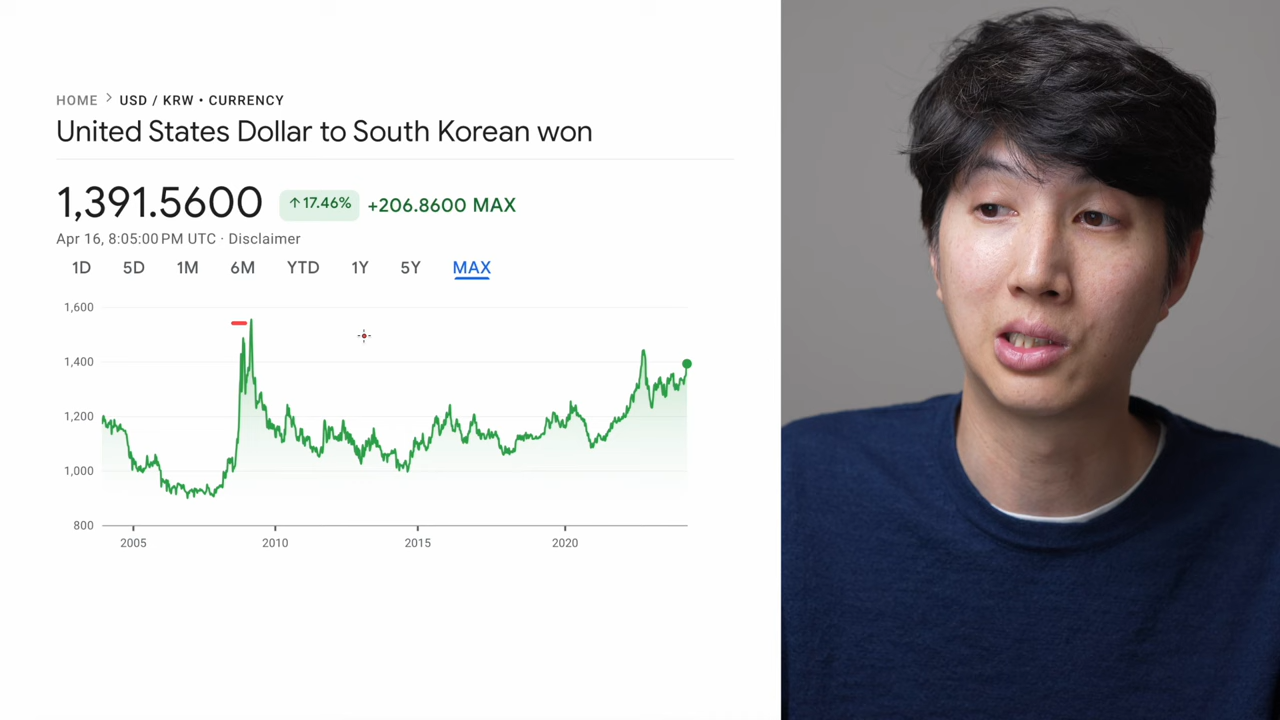 HOME > USD / KRW • CURRENCY
United States Dollar to South Korean won
1,391.5600 ↑17.46% +206.8600 MAX
Apr 16, 8:05:00 PM UTC · Disclaimer
1D 5D 1M 6M YTD 1Y 5Y MAX
1,600
1,400
1,200
1,000
800
2005 2010 2015 2020